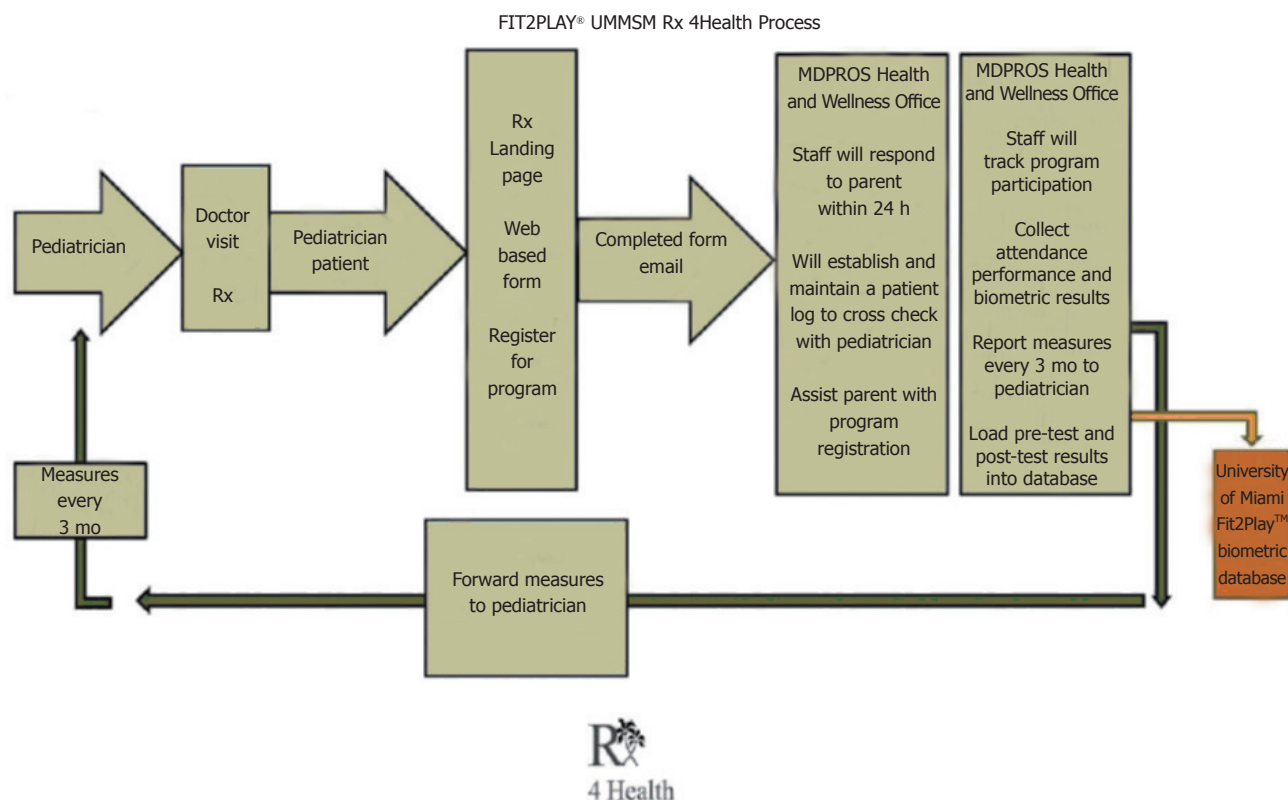 FIT2PLAY® UMMSM Rx 4Health Process
Pediatrician
Doctor
visit
Rx
Pediatrician
patient
Rx
Landing
page
Web
based
form
Register
for
program
Completed form
email
MDPROS Health
and Wellness Office
Staff will respond
to parent
within 24 h
Will establish and
maintain a patient
log to cross check
with pediatrician
Assist parent with
program
registration
MDPROS Health
and Wellness Office
Staff will
track program
participation
Collect
attendance
performance and
biometric results
Report measures
every 3 mo to
pediatrician
Load pre-test and
post-test results
into database
University
of Miami
Fit2Play™
biometric
database
Forward measures
to pediatrician
Measures
every
3 mo
Rx
4 Health